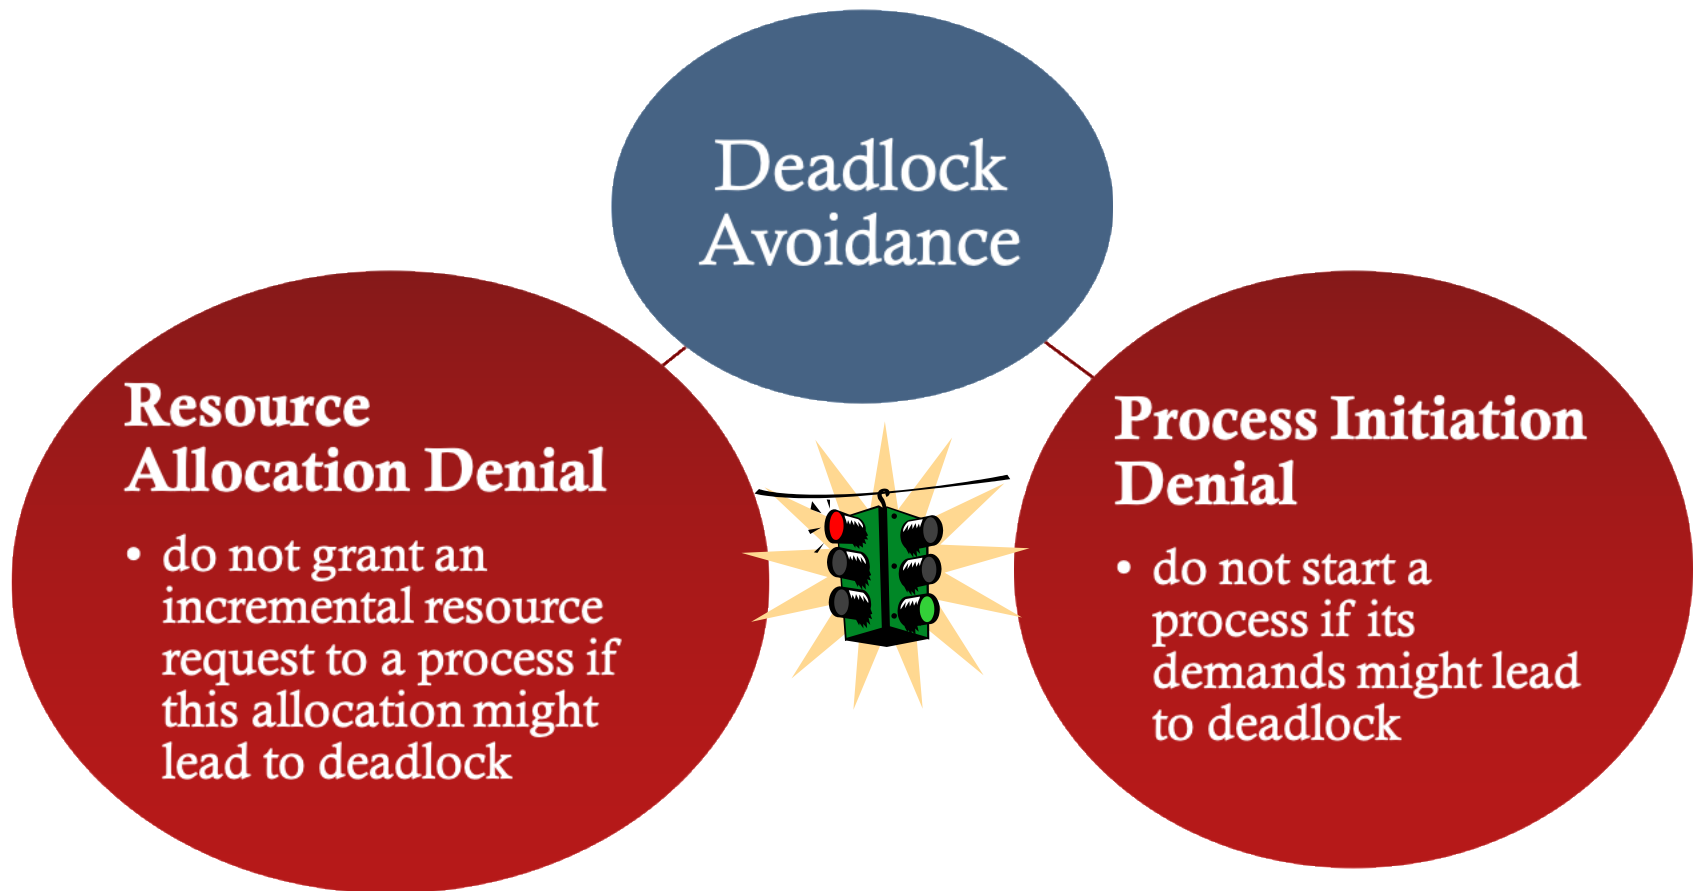 Deadlock
Avoidance
Resource
Allocation Denial
• do not grant an
incremental resource
request to a process if
this allocation might
lead to deadlock
Process Initiation
Denial
• do not start a
process if its
demands might lead
to deadlock